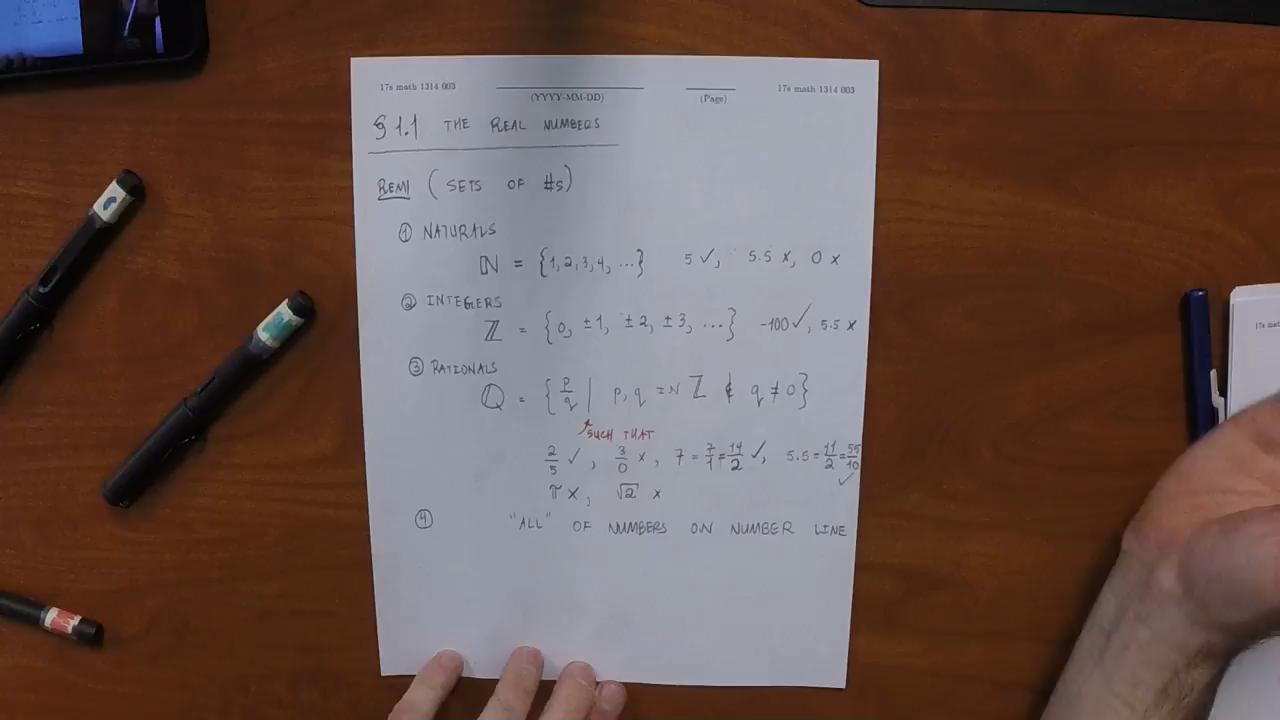 17s math 1314 003 (YYYY-MM-DD) (Page) 17s math 1314 003
§ 1.1 THE REAL NUMBERS
REM (SETS OF #s)
① NATURALS
ℕ = {1, 2, 3, 4, ...} 5 ✓, 5.5 x, 0 x
② INTEGERS
ℤ = {0, ±1, ±2, ±3, ...} -100 ✓, 5.5 x
③ RATIONALS
ℚ = {p/q | p, q IN ℤ & q ≠ 0}
SUCH THAT
2/5 ✓, 3/0 x, 7 = 7/1 = 14/2 ✓, 5.5 = 11/2 = 55/10 ✓
π x, √2 x
④ "ALL" OF NUMBERS ON NUMBER LINE
17s ma